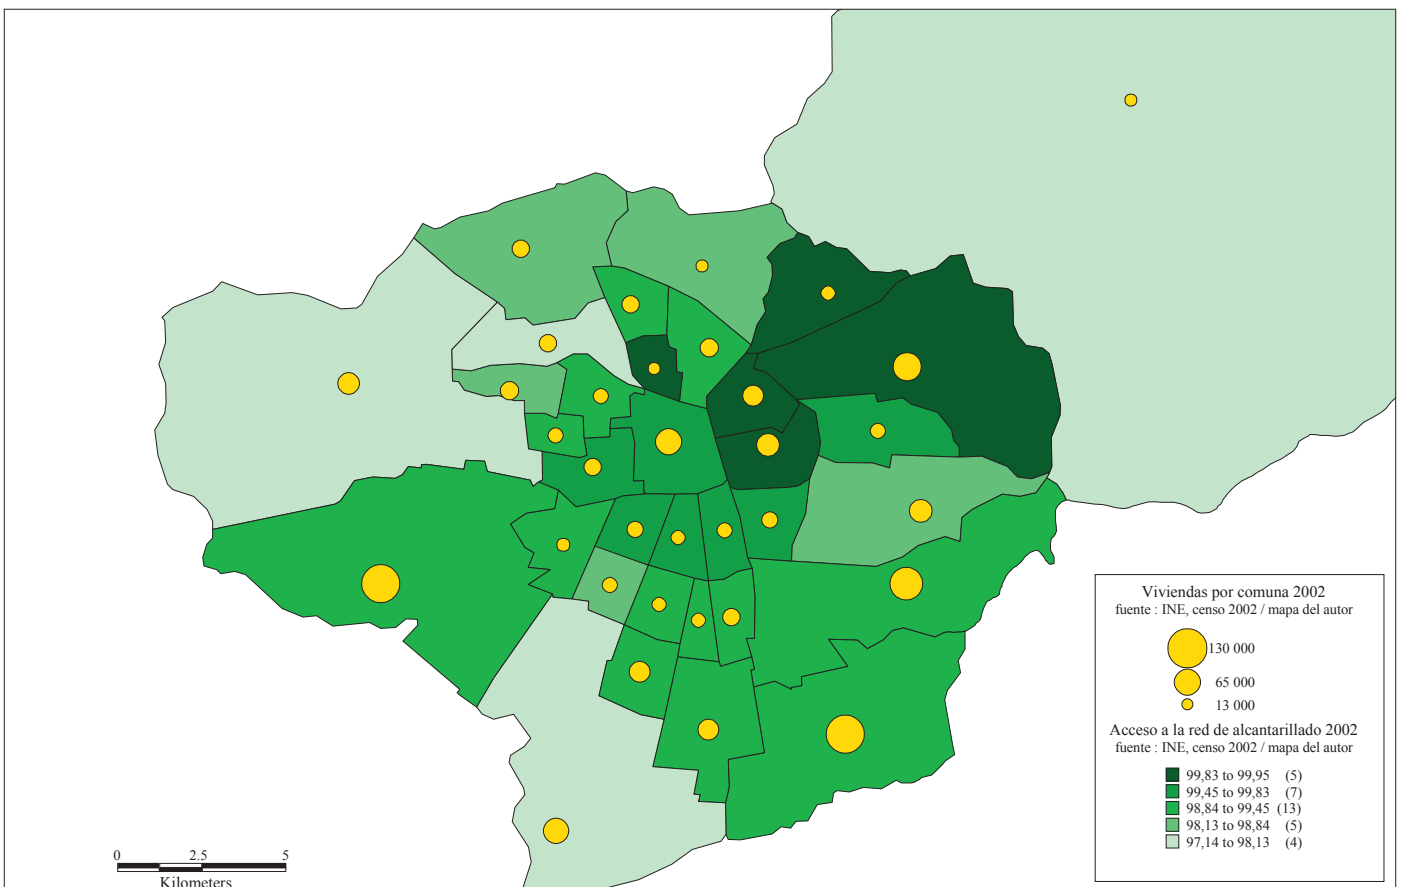 Viviendas por comuna 2002
fuente : INE, censo 2002 / mapa del autor
130 000
65 000
13 000
Acceso a la red de alcantarillado 2002
fuente : INE, censo 2002 / mapa del autor
99,83 to 99,95 (5)
99,45 to 99,83 (7)
98,84 to 99,45 (13)
98,13 to 98,84 (5)
97,14 to 98,13 (4)
0 2.5 5
Kilometers